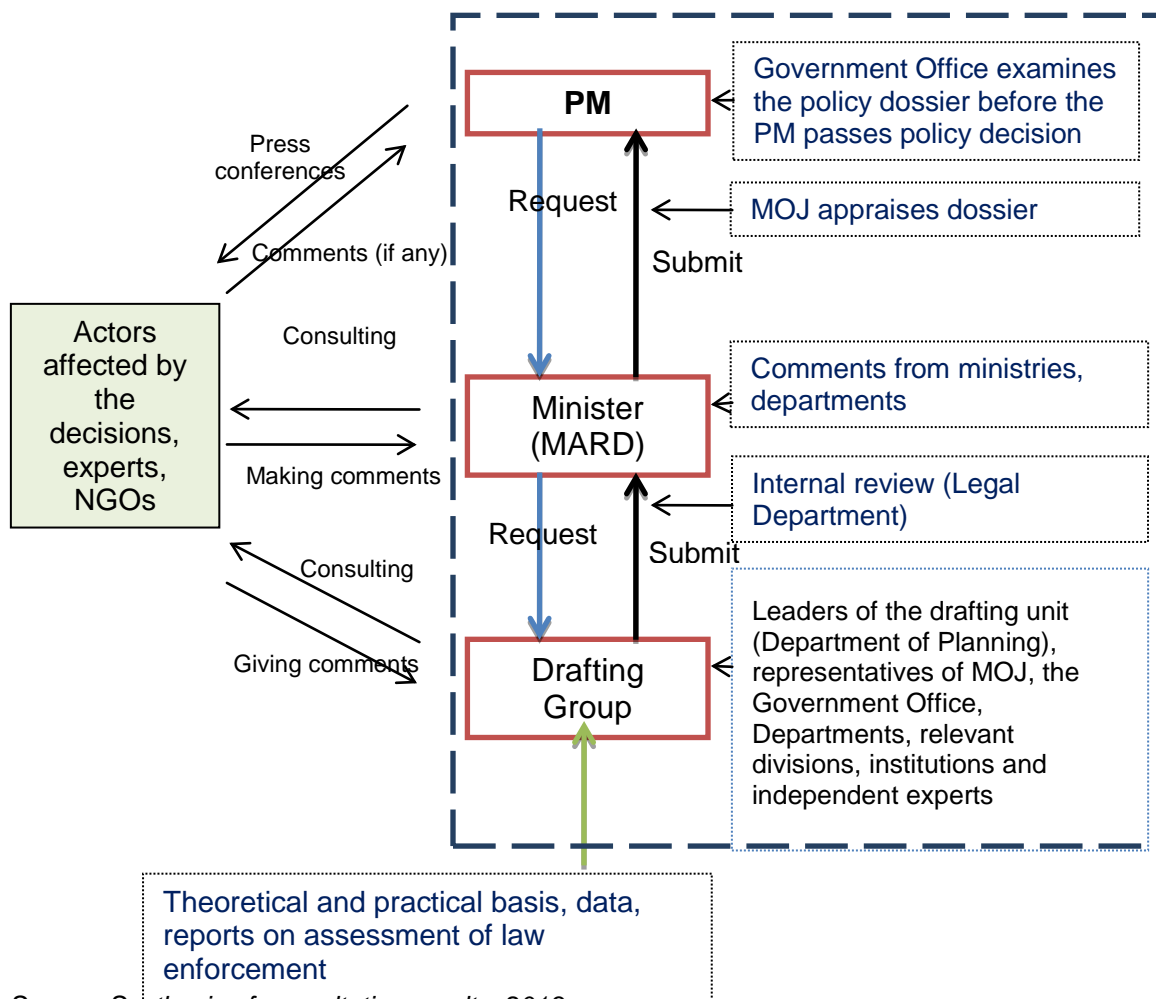 Government Office examines
the policy dossier before the
PM passes policy decision
PM
Press
conferences
Request
MOJ appraises dossier
Comments (if any)
Submit
Actors
affected by
the
decisions,
experts,
NGOs
Consulting
Comments from ministries,
departments
Minister
(MARD)
Making comments
Internal review (Legal
Department)
Request
Submit
Consulting
Giving comments
Drafting
Group
Leaders of the drafting unit
(Department of Planning),
representatives of MOJ, the
Government Office,
Departments, relevant
divisions, institutions and
independent experts
Theoretical and practical basis, data,
reports on assessment of law
enforcement